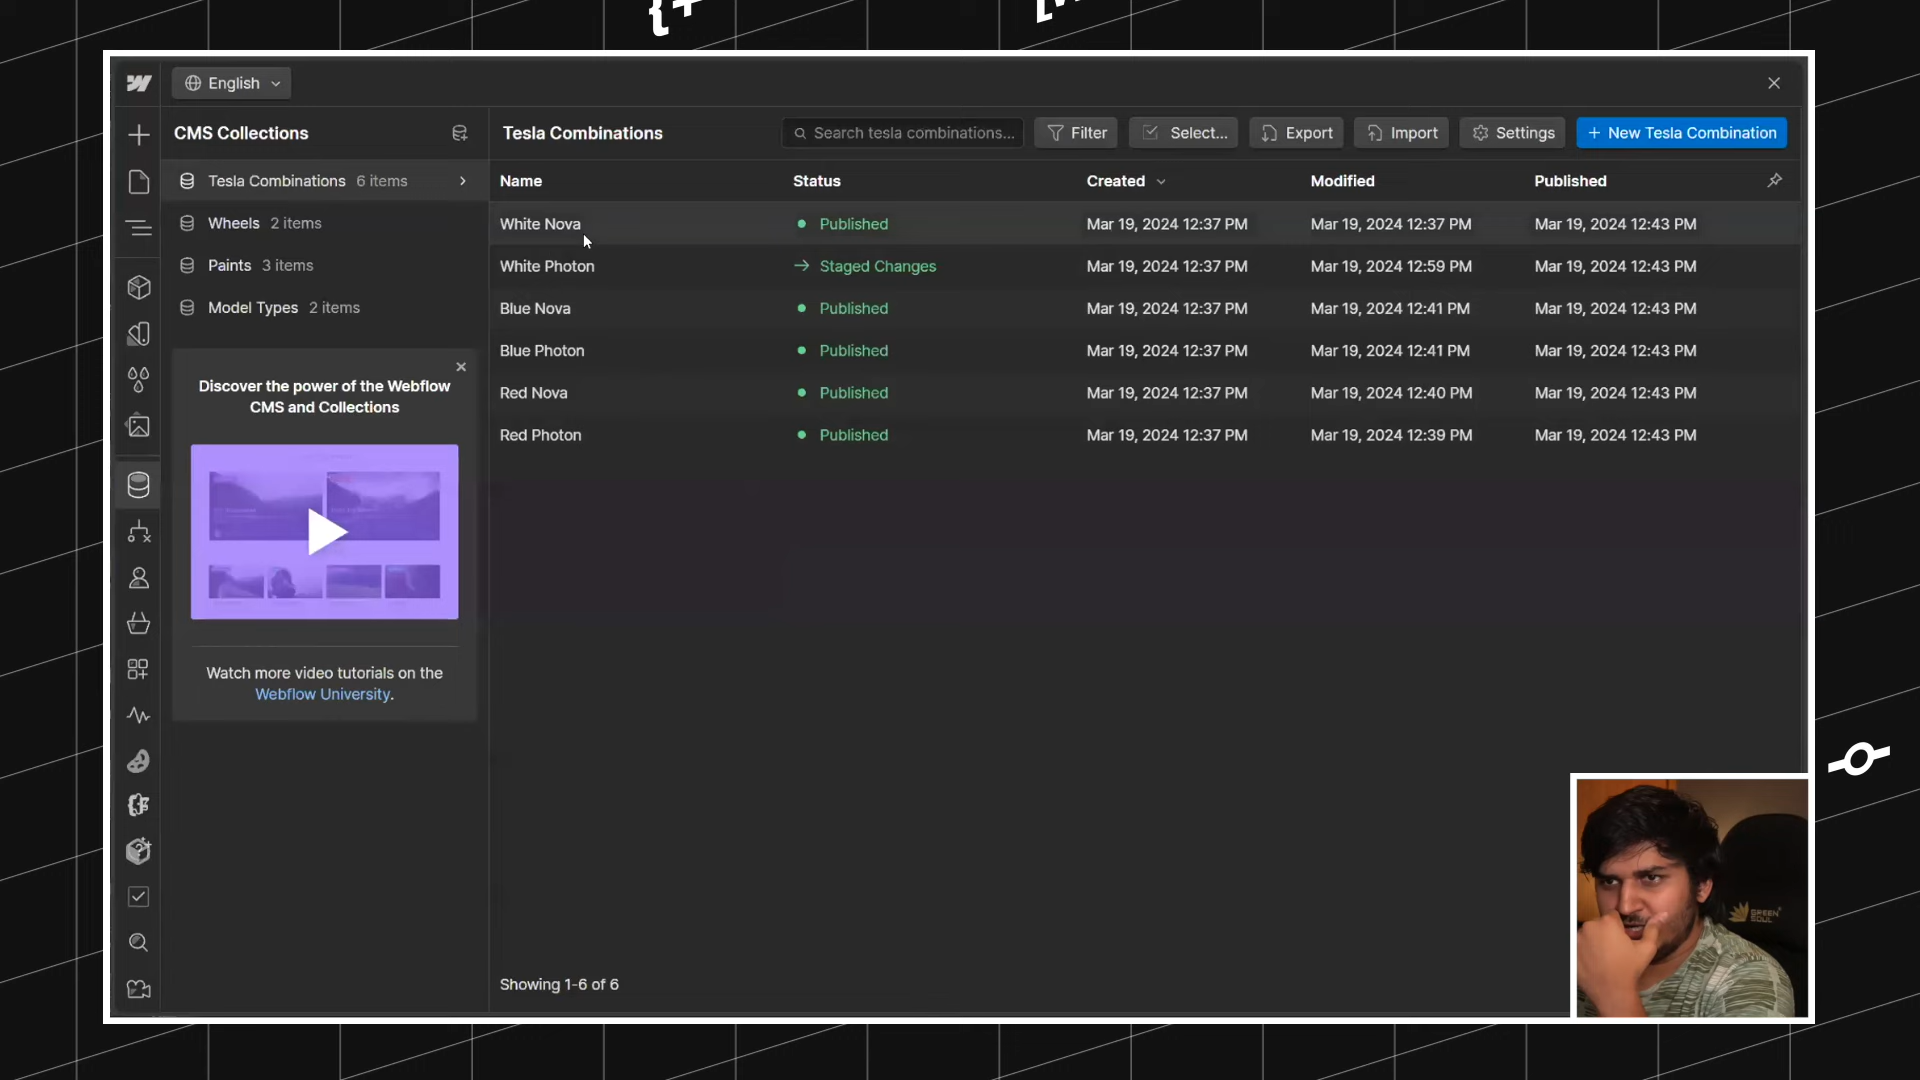 English
CMS Collections
Tesla Combinations 6 items
Wheels 2 items
Paints 3 items
Model Types 2 items
Discover the power of the Webflow
CMS and Collections
Watch more video tutorials on the
Webflow University.
Tesla Combinations
Search tesla combinations...
Filter
Select...
Export
Import
Settings
+ New Tesla Combination
Name Status Created Modified Published
White Nova Published Mar 19, 2024 12:37 PM Mar 19, 2024 12:37 PM Mar 19, 2024 12:43 PM
White Photon Staged Changes Mar 19, 2024 12:37 PM Mar 19, 2024 12:59 PM Mar 19, 2024 12:43 PM
Blue Nova Published Mar 19, 2024 12:37 PM Mar 19, 2024 12:41 PM Mar 19, 2024 12:43 PM
Blue Photon Published Mar 19, 2024 12:37 PM Mar 19, 2024 12:41 PM Mar 19, 2024 12:43 PM
Red Nova Published Mar 19, 2024 12:37 PM Mar 19, 2024 12:40 PM Mar 19, 2024 12:43 PM
Red Photon Published Mar 19, 2024 12:37 PM Mar 19, 2024 12:39 PM Mar 19, 2024 12:43 PM
Showing 1-6 of 6
GREEN
SOUL